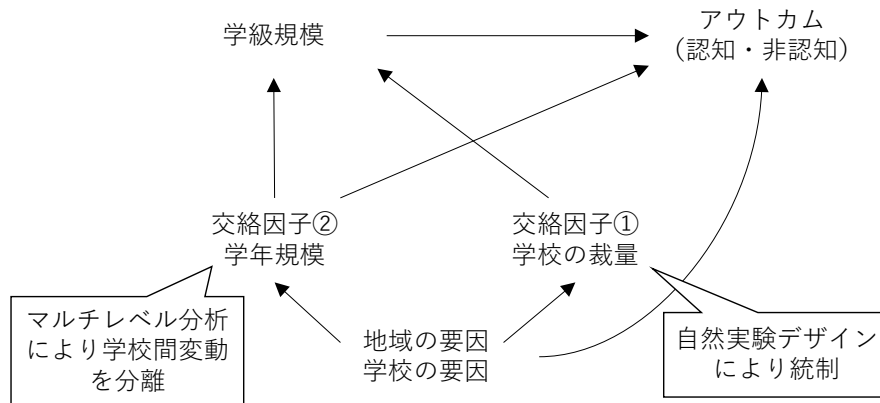 学級規模
アウトカム
(認知・非認知)
交絡因子②
学年規模
交絡因子①
学校の裁量
マルチレベル分析
により学校間変動
を分離
地域の要因
学校の要因
自然実験デザイン
により統制